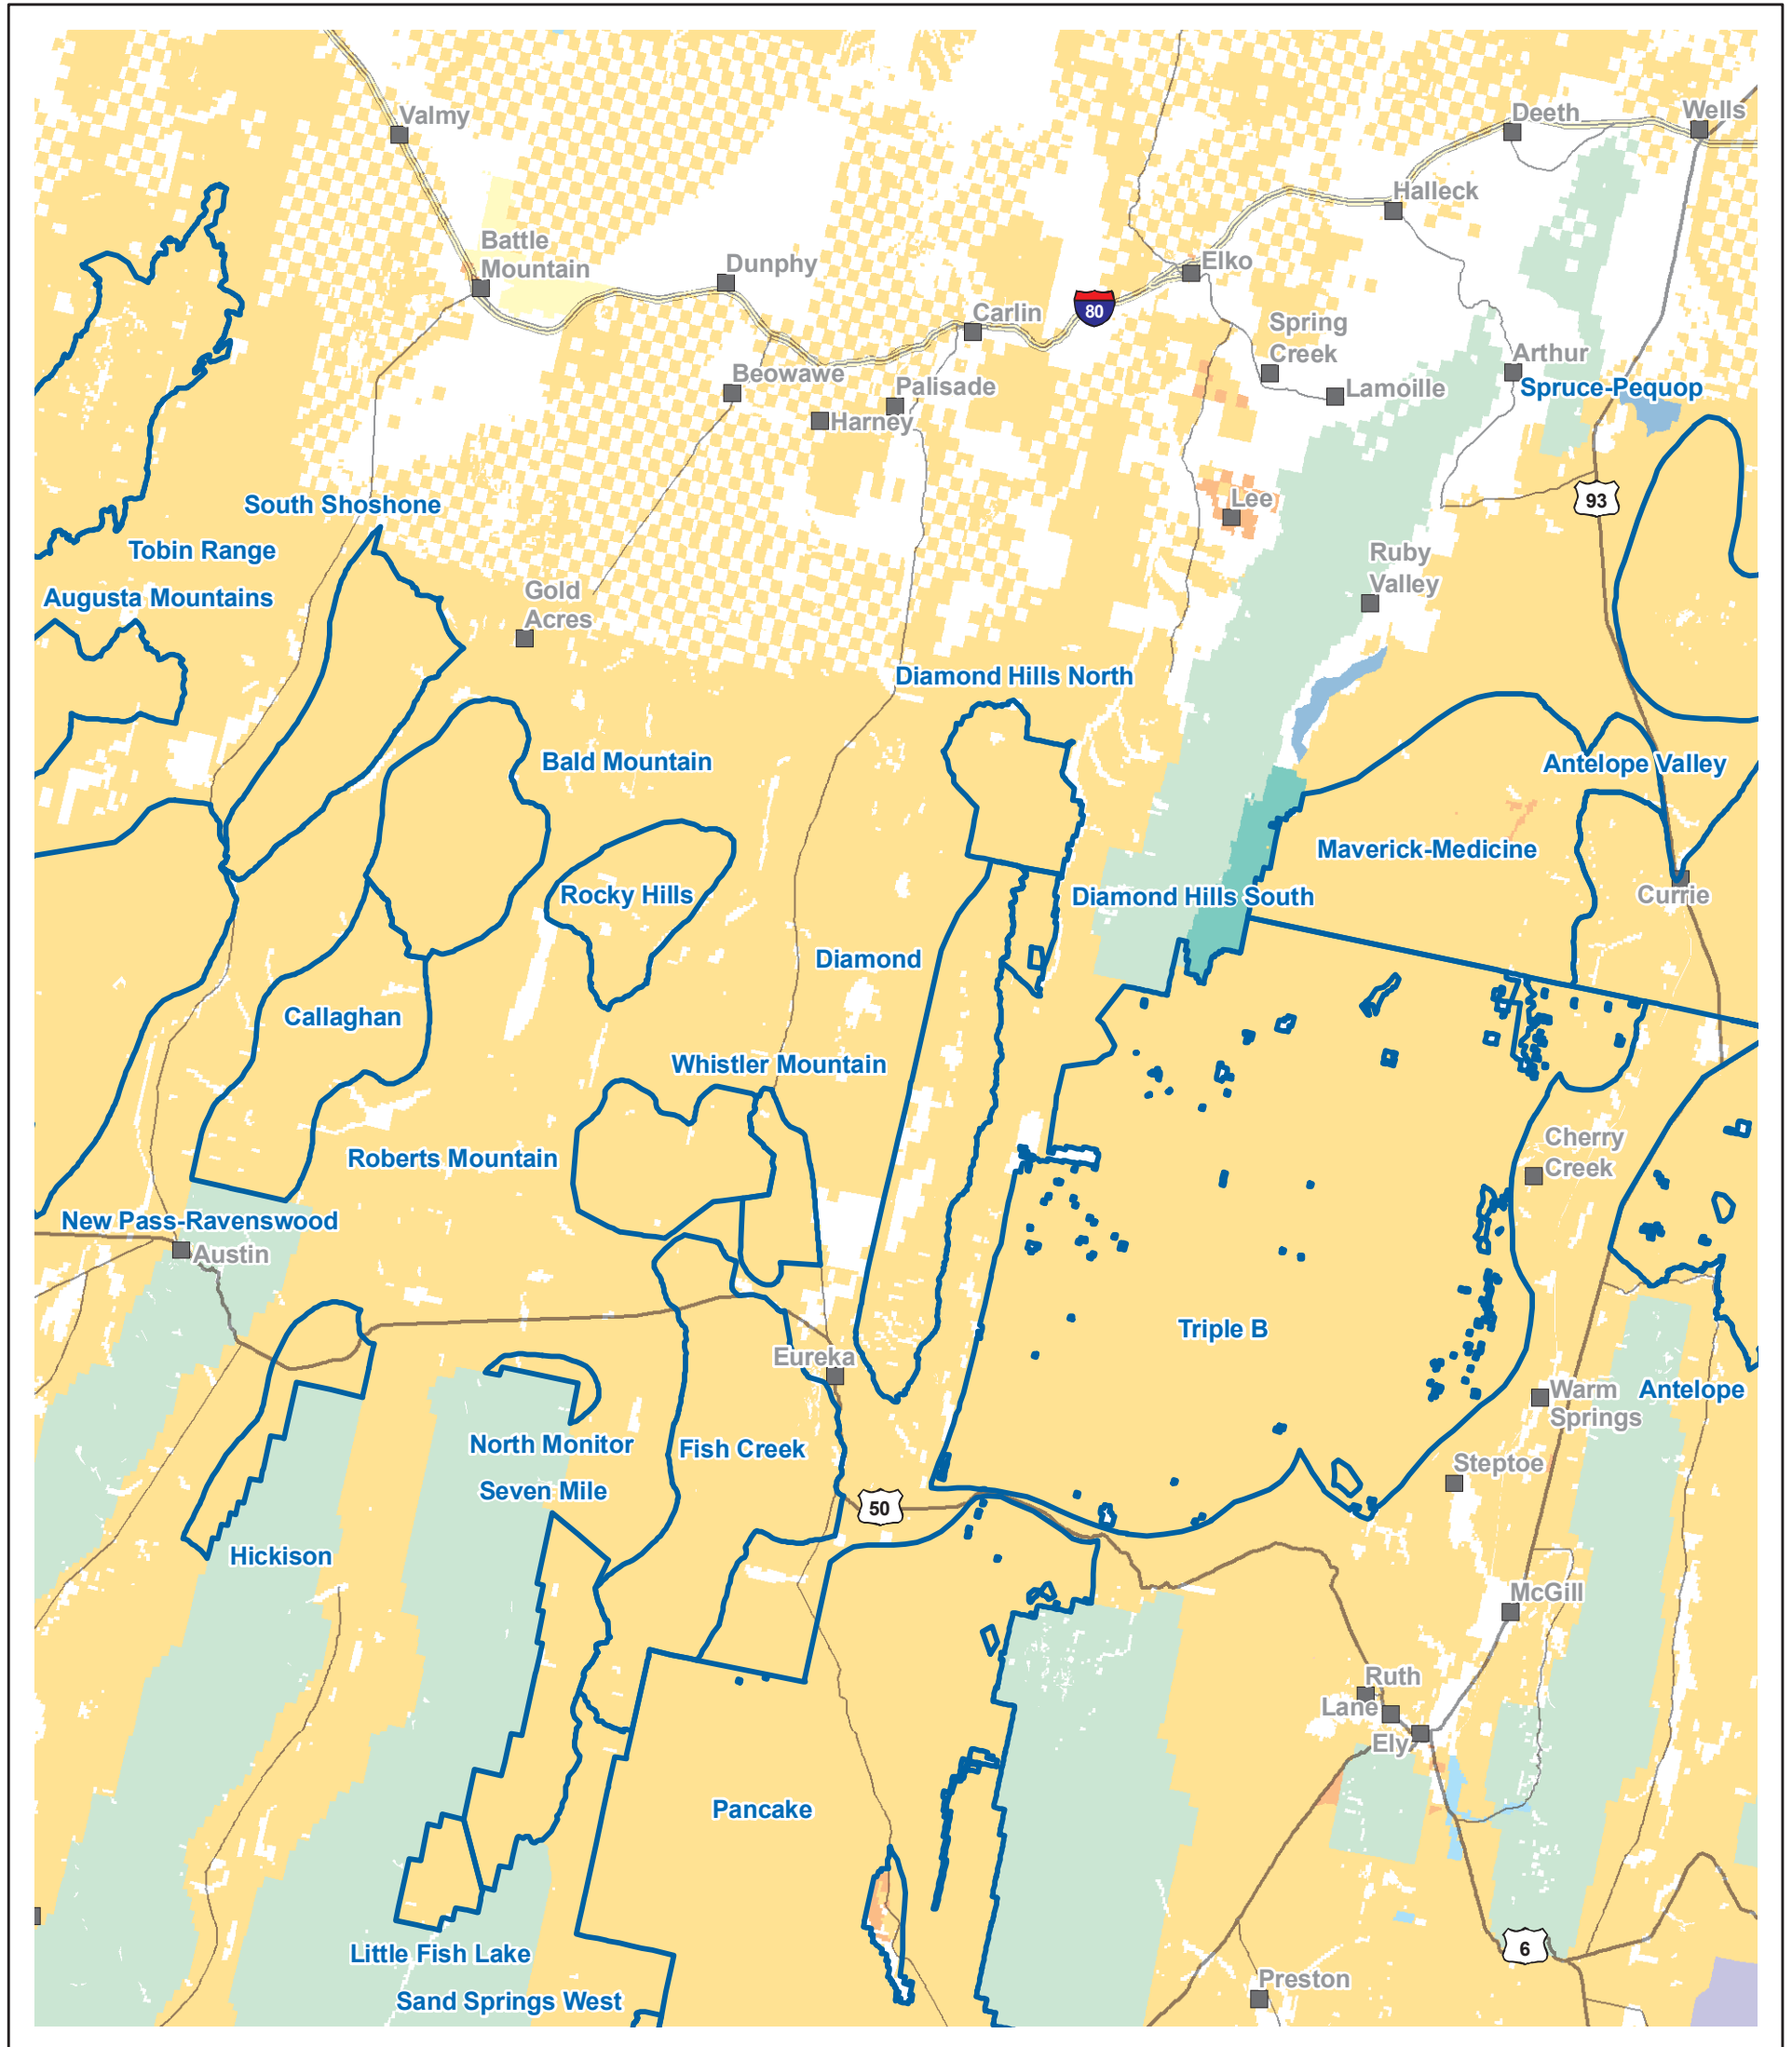 Valmy
Deeth
Wells
Halleck
Battle
Mountain
Dunphy
Elko
80
Carlin
Spring
Creek
Arthur
Beowawe
Palisade
Lamoille
Spruce-Pequop
Harney
South Shoshone
Lee
93
Tobin Range
Ruby
Valley
Augusta Mountains
Gold
Acres
Diamond Hills North
Bald Mountain
Antelope Valley
Maverick-Medicine
Rocky Hills
Diamond Hills South
Currie
Diamond
Callaghan
Whistler Mountain
Cherry
Creek
Roberts Mountain
New Pass-Ravenswood
Austin
Triple B
Eureka
Warm
Springs
Antelope
North Monitor
Fish Creek
Steptoe
Seven Mile
50
Hickison
McGill
Ruth
Lane
Ely
Pancake
6
Little Fish Lake
Preston
Sand Springs West